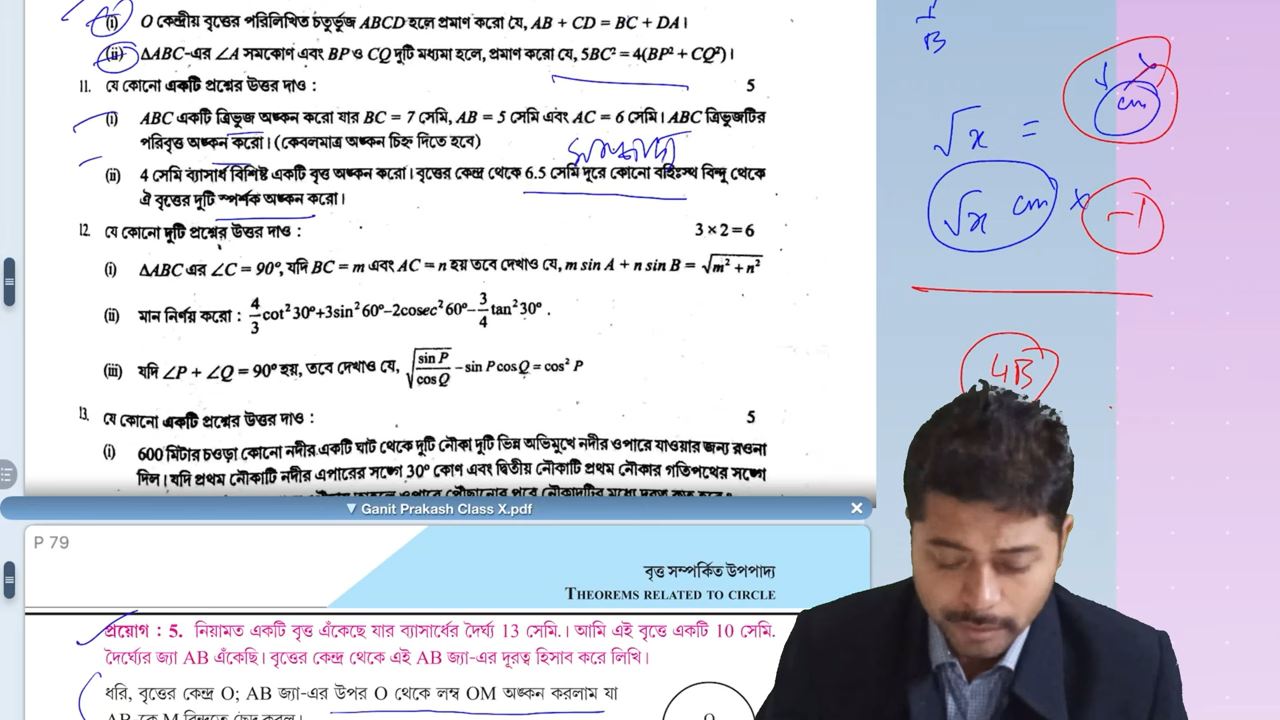 (i) O কেন্দ্রীয় বৃত্তের পরিলিখিত চতুর্ভুজ ABCD হলে প্রমাণ করো যে, AB + CD = BC + DA।
(ii) ΔABC-এর ∠A সমকোণ এবং BP ও CQ দুটি মধ্যমা হলে, প্রমাণ করো যে, 5BC² = 4(BP² + CQ²)।
11. যে কোনো একটি প্রশ্নের উত্তর দাও : 5
(i) ABC একটি ত্রিভুজ অঙ্কন করো যার BC = 7 সেমি, AB = 5 সেমি এবং AC = 6 সেমি। ABC ত্রিভুজটির
পরিবৃত্ত অঙ্কন করো। (কেবলমাত্র অঙ্কন চিহ্ন দিতে হবে)
সম্পাদ্য
(ii) 4 সেমি ব্যাসার্ধ বিশিষ্ট একটি বৃত্ত অঙ্কন করো। বৃত্তের কেন্দ্র থেকে 6.5 সেমি দূরে কোনো বহিঃস্থ বিন্দু থেকে
ঐ বৃত্তের দুটি স্পর্শক অঙ্কন করো।
12. যে কোনো দুটি প্রশ্নের উত্তর দাও : 3 × 2 = 6
(i) ΔABC এর ∠C = 90°, যদি BC = m এবং AC = n হয় তবে দেখাও যে, m sin A + n sin B = √m² + n²
(ii) মান নির্ণয় করো : 4/3 cot² 30° + 3sin² 60° – 2cosec² 60° – 3/4 tan² 30° .
(iii) যদি ∠P + ∠Q = 90° হয়, তবে দেখাও যে, √sin P/cos Q – sin P cos Q = cos² P
13. যে কোনো একটি প্রশ্নের উত্তর দাও : 5
(i) 600 মিটার চওড়া কোনো নদীর একটি ঘাট থেকে দুটি নৌকা দুটি ভিন্ন অভিমুখে নদীর ওপারে যাওয়ার জন্য রওনা
দিল। যদি প্রথম নৌকাটি নদীর এপারের সঙ্গে 30° কোণ এবং দ্বিতীয় নৌকাটি প্রথম নৌকার গতিপথের সঙ্গে
▼ Ganit Prakash Class X.pdf ✕
P 79
বৃত্ত সম্পর্কিত উপপাদ্য
THEOREMS RELATED TO CIRCLE
প্রয়োগ : 5. নিয়ামত একটি বৃত্ত এঁকেছে যার ব্যাসার্ধের দৈর্ঘ্য 13 সেমি.। আমি এই বৃত্তে একটি 10 সেমি.
দৈর্ঘ্যের জ্যা AB এঁকেছি। বৃত্তের কেন্দ্র থেকে এই AB জ্যা-এর দূরত্ব হিসাব করে লিখি।
ধরি, বৃত্তের কেন্দ্র O; AB জ্যা-এর উপর O থেকে লম্ব OM অঙ্কন করলাম যা
O
B
√x = cm
√x cm × –1
4B